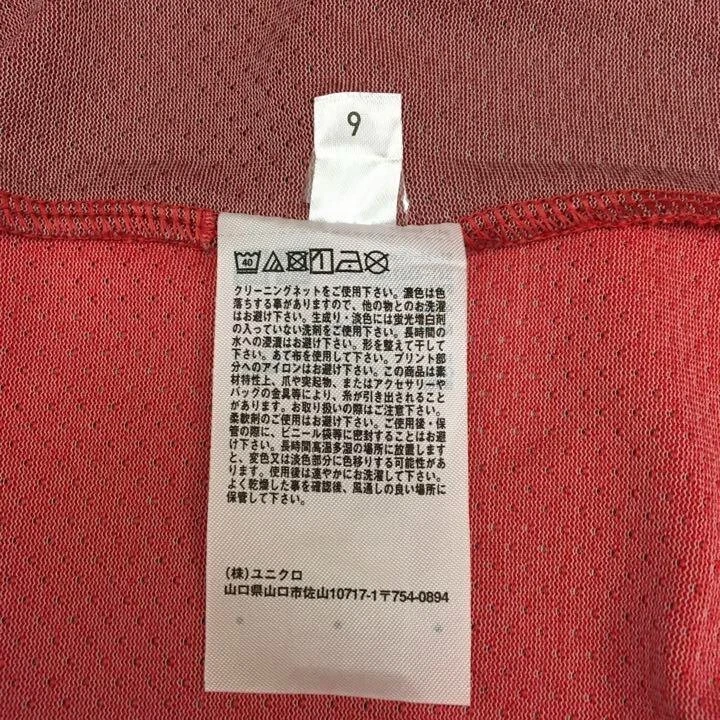 9
40
クリーニングネットをご使用下さい。濃色は色
落ちする事がありますので、他の物とのお洗濯
はお避け下さい。生成り・淡色には蛍光増白剤
の入っていない洗剤をご使用下さい。長時間の
水への浸漬はお避け下さい。形を整えて干して
下さい。あて布を使用して下さい。プリント部
分へのアイロンはお避け下さい。この商品は素
材特性上、爪や突起物、またはアクセサリーや
バッグの金具等により、糸が引き出されること
があります。お取り扱いの際はご注意下さい。
柔軟剤のご使用はお避け下さい。ご使用後・保
管の際に、ビニール袋等に密封することはお避
け下さい。長時間高温多湿の場所に放置します
と、変色又は淡色部分に色移りする可能性があ
ります。使用後は速やかにお洗濯して下さい。
よく乾燥した事を確認後、風通しの良い場所に
保管して下さい。
(株)ユニクロ
山口県山口市佐山10717-1〒754-0894